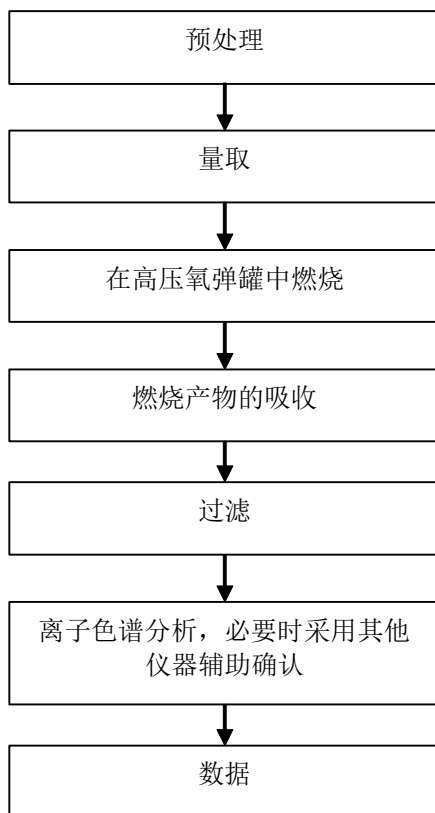 预处理
量取
在高压氧弹罐中燃烧
燃烧产物的吸收
过滤
离子色谱分析，必要时采用其他
仪器辅助确认
数据